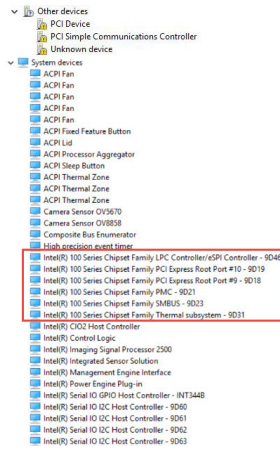 Other devices
PCI Device
PCI Simple Communications Controller
Unknown device
System devices
ACPI Fan
ACPI Fan
ACPI Fan
ACPI Fan
ACPI Fixed Feature Button
ACPI Lid
ACPI Processor Aggregator
ACPI Sleep Button
ACPI Thermal Zone
ACPI Thermal Zone
ACPI Thermal Zone
Camera Sensor OV5670
Camera Sensor OV8858
Composite Bus Enumerator
High precision event timer
Intel(R) 100 Series Chipset Family LPC Controller/eSPI Controller - 9D46
Intel(R) 100 Series Chipset Family PCI Express Root Port #10 - 9D19
Intel(R) 100 Series Chipset Family PCI Express Root Port #9 - 9D18
Intel(R) 100 Series Chipset Family PMC - 9D21
Intel(R) 100 Series Chipset Family SMBUS - 9D23
Intel(R) 100 Series Chipset Family Thermal subsystem - 9D31
Intel(R) CIO2 Host Controller
Intel(R) Control Logic
Intel(R) Imaging Signal Processor 2500
Intel(R) Integrated Sensor Solution
Intel(R) Management Engine Interface
Intel(R) Power Engine Plug-in
Intel(R) Serial IO GPIO Host Controller - INT344B
Intel(R) Serial IO I2C Host Controller - 9D60
Intel(R) Serial IO I2C Host Controller - 9D61
Intel(R) Serial IO I2C Host Controller - 9D62
Intel(R) Serial IO I2C Host Controller - 9D63